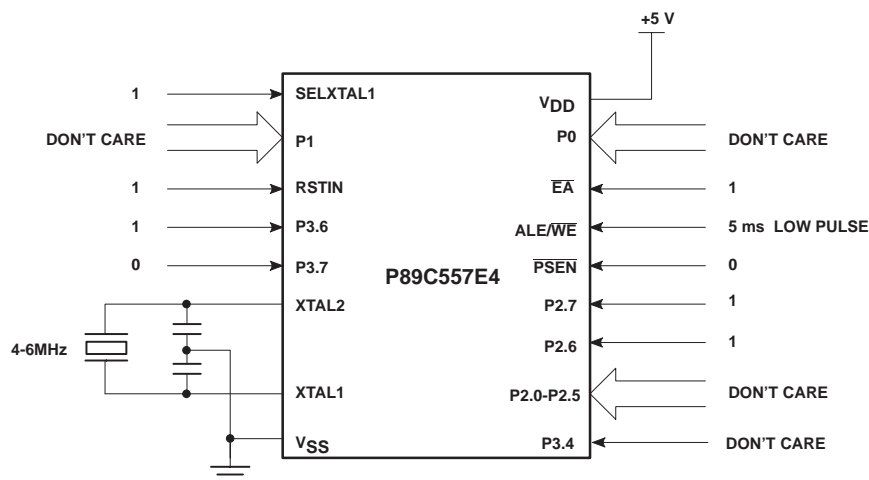 +5 V
1
SELXTAL1
VDD
DON'T CARE
P1
P0
DON'T CARE
1
RSTIN
EA
1
1
P3.6
ALE/WE
5 ms LOW PULSE
0
P3.7
P89C557E4
PSEN
0
XTAL2
P2.7
1
4-6MHz
P2.6
1
XTAL1
P2.0-P2.5
DON'T CARE
VSS
P3.4
DON'T CARE